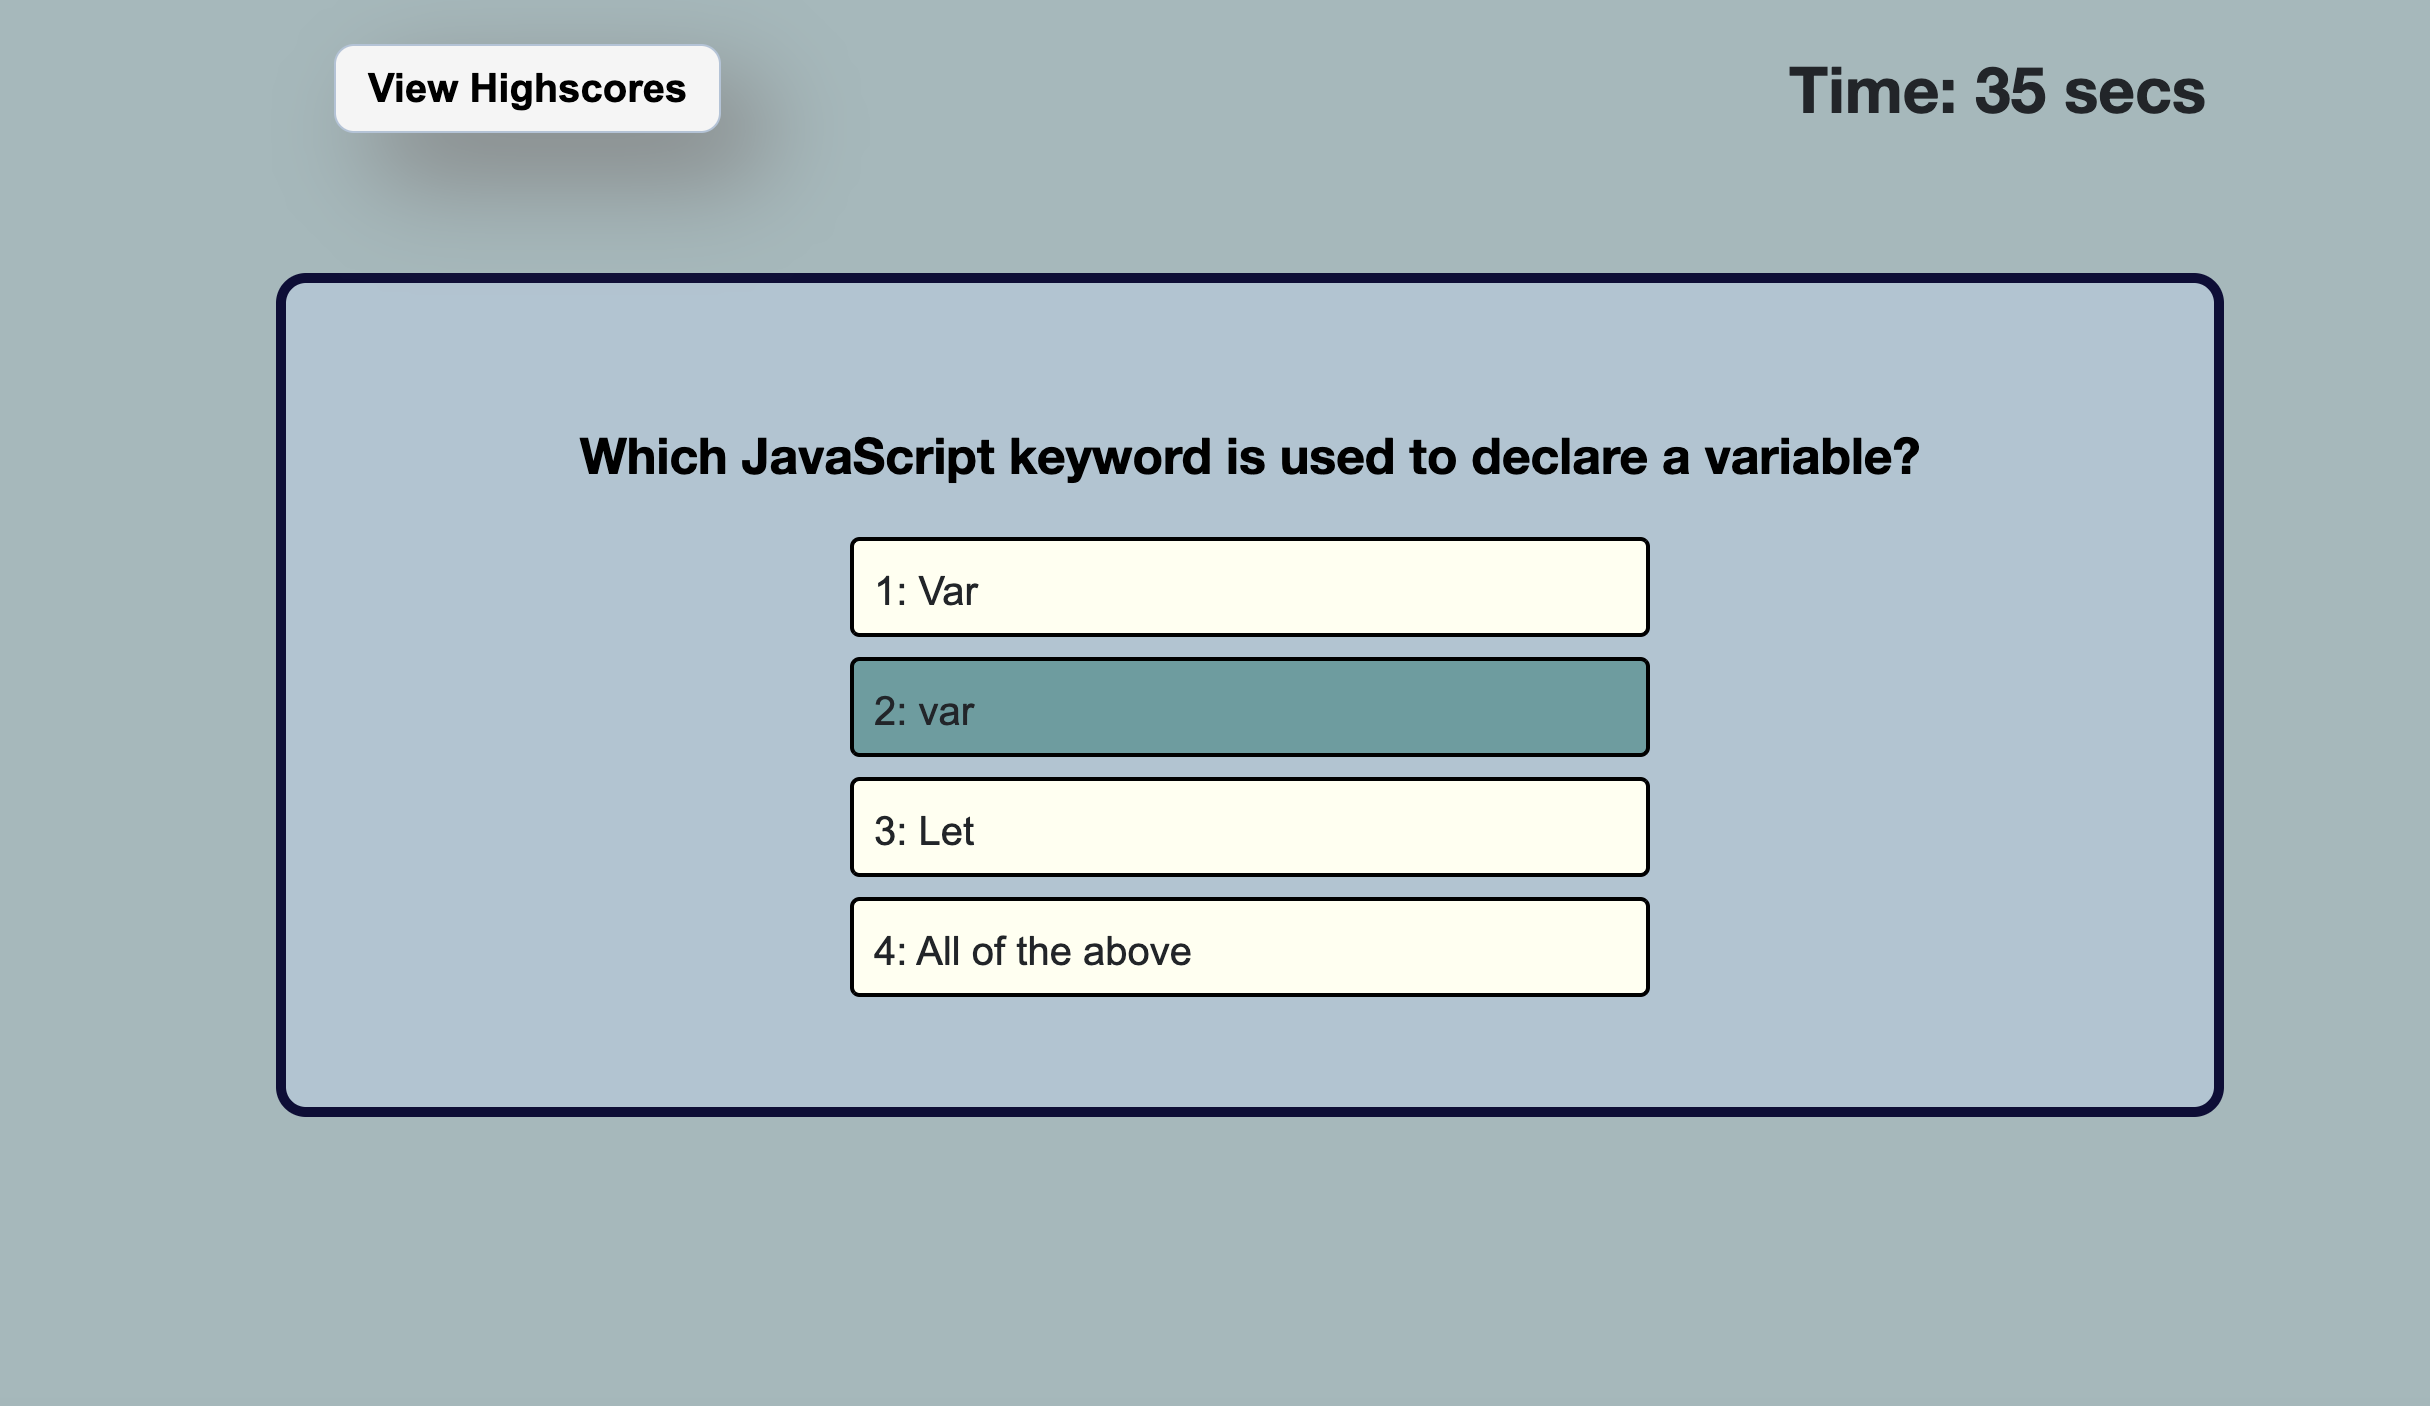 View Highscores
Time: 35 secs
Which JavaScript keyword is used to declare a variable?
1: Var
2: var
3: Let
4: All of the above